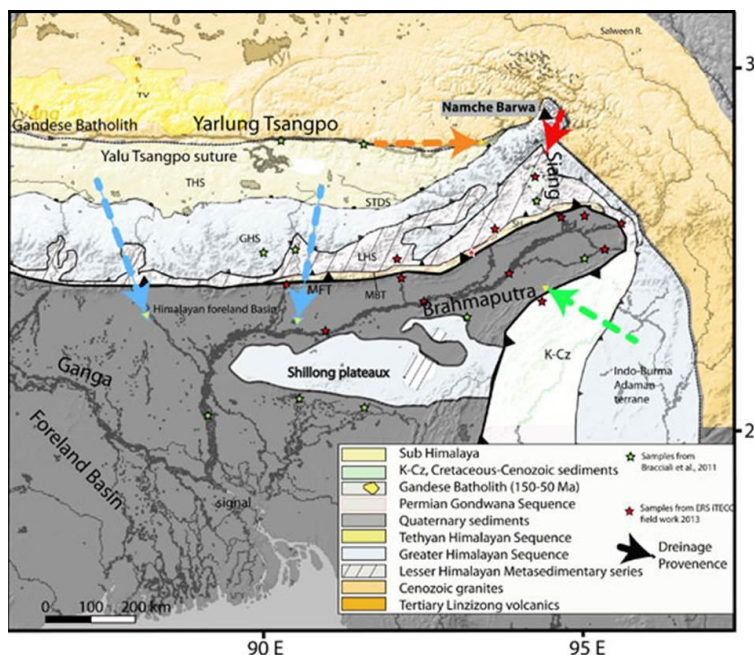 Salween R.
3
TV
Namche Barwa
Gandese Batholith
Yarlung Tsangpo
Yalu Tsangpo suture
Siang
THS
STDS
GHS
LHS
SH
MFT
MBT
Himalayan foreland Basin
Brahmaputra
K-Cz
Indo-Burma
Adaman
terrane
Shillong plateaux
Ganga
Foreland Basin
signal
2
Sub Himalaya
K-Cz, Cretaceous-Cenozoic sediments
Gandese Batholith (150-50 Ma)
Permian Gondwana Sequence
Quaternary sediments
Tethyan Himalayan Sequence
Greater Himalayan Sequence
Lesser Himalayan Metasedimentary series
Cenozoic granites
Tertiary Linzizong volcanics
Samples from
Bracciali et al., 2011
Samples from ERS iTECC
field work 2013
Dreinage
Provenence
0 100 200 km
90 E
95 E